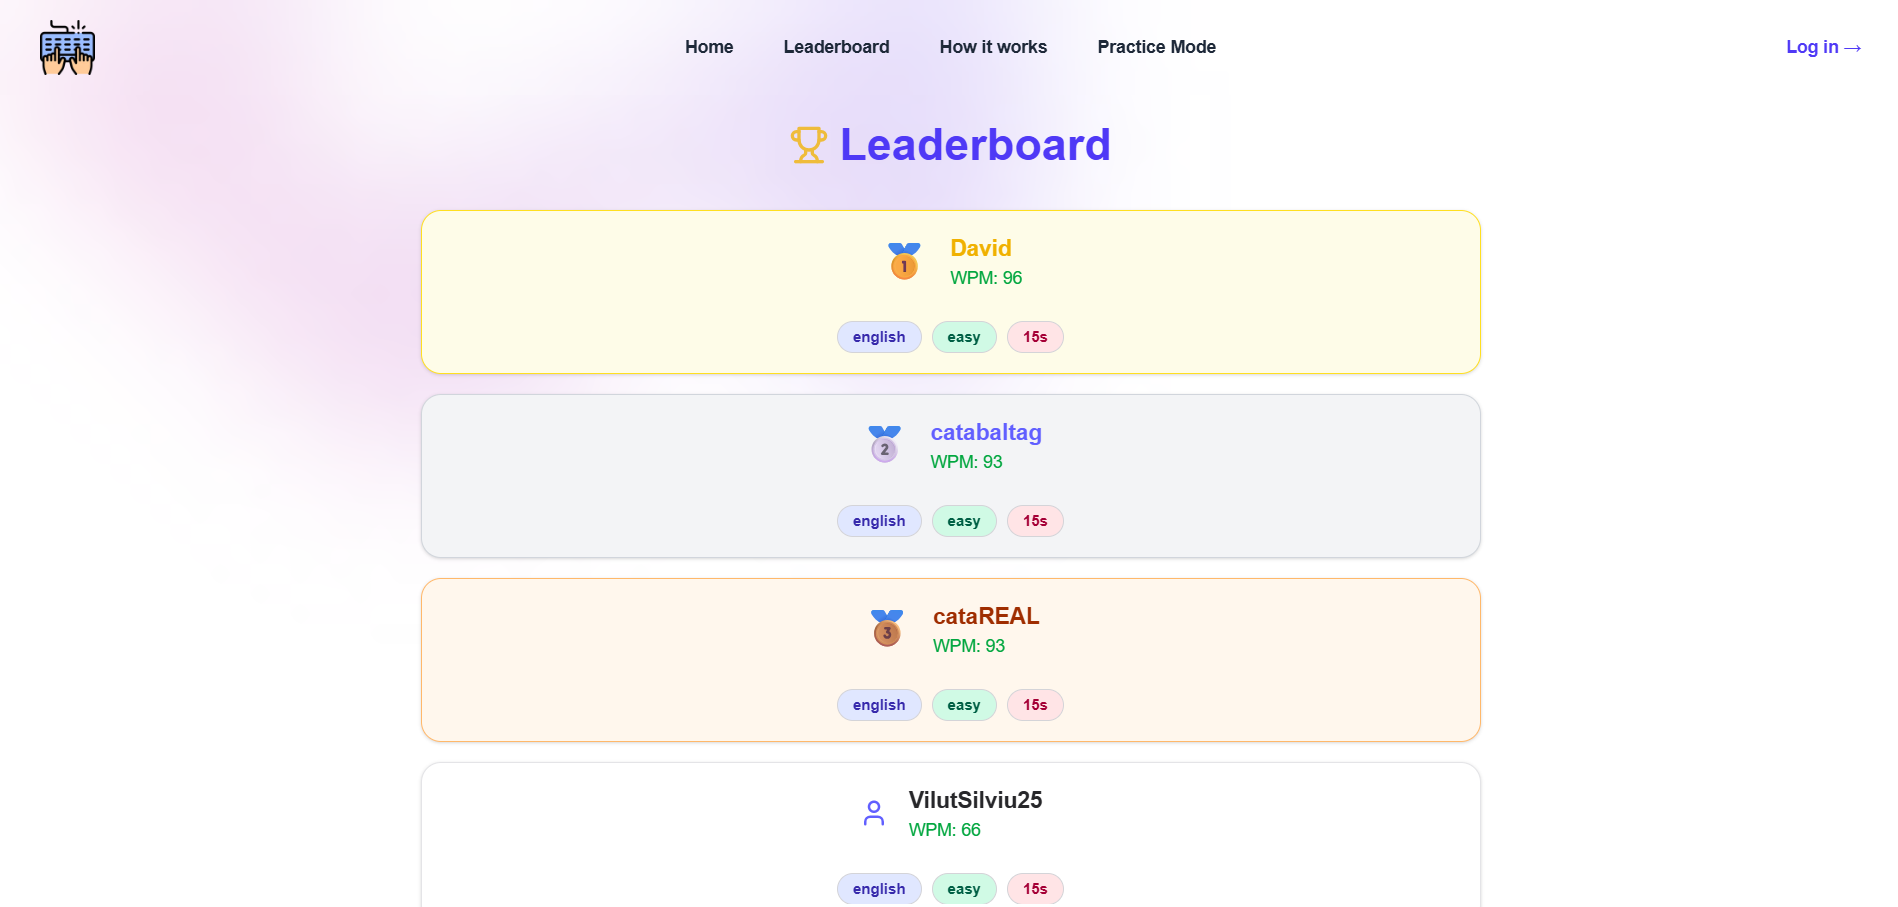 Home Leaderboard How it works Practice Mode Log in →
Leaderboard
1
David
WPM: 96
english easy 15s
2
catabaltag
WPM: 93
english easy 15s
3
cataREAL
WPM: 93
english easy 15s
VilutSilviu25
WPM: 66
english easy 15s